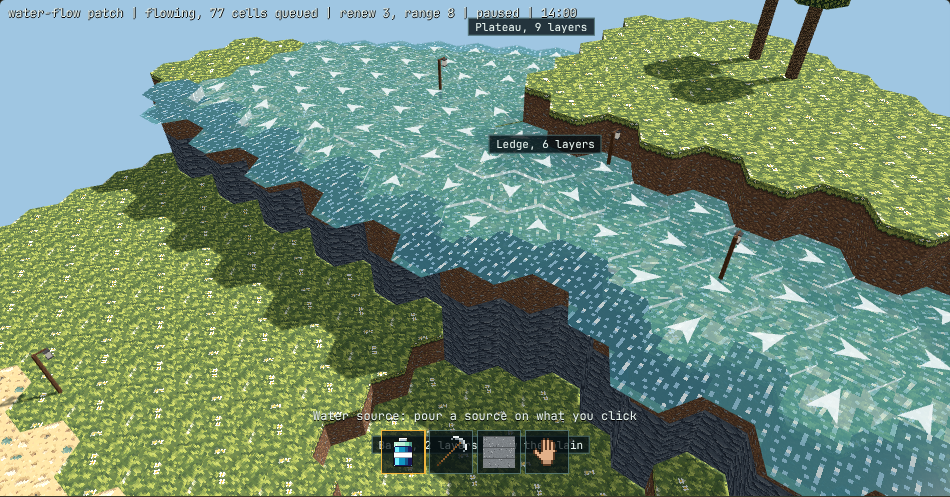 water-flow patch | flowing, 77 cells queued | renew 3, range 8 | paused | 14:00
Plateau, 9 layers
Ledge, 6 layers
Water source: pour a source on what you click
plain